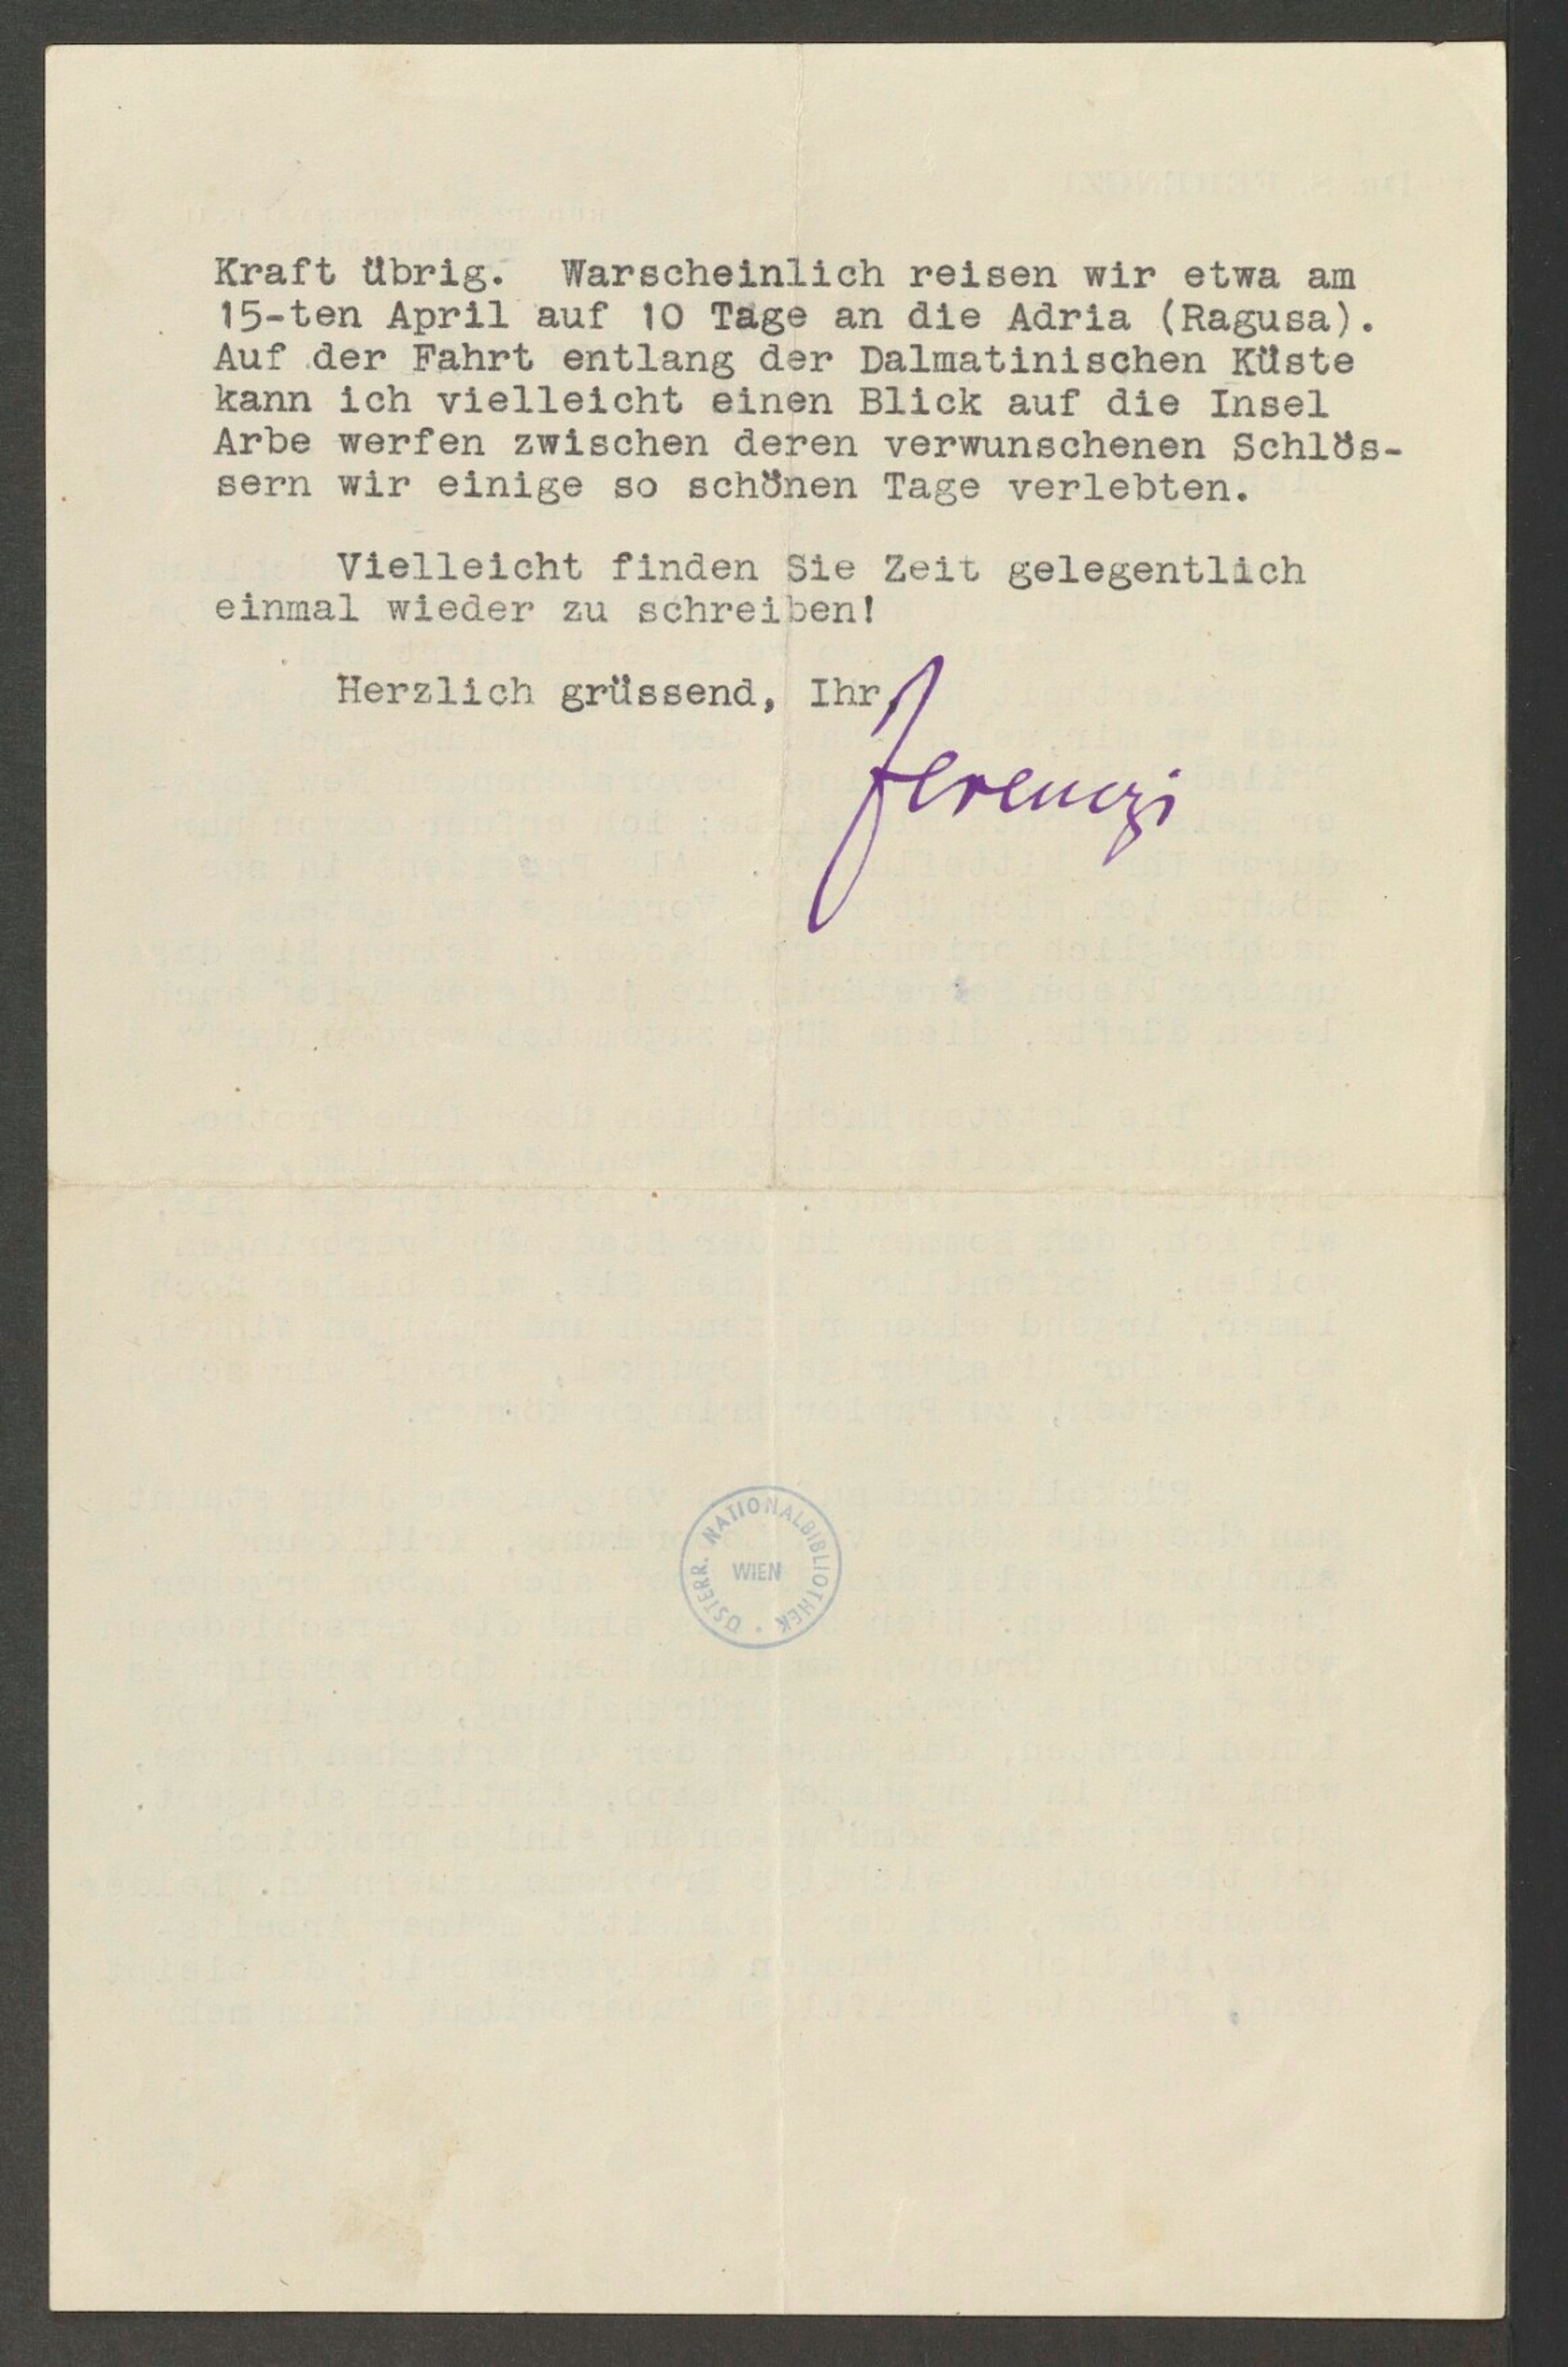 Kraft übrig. Warscheinlich reisen wir etwa am
15-ten April auf 10 Tage an die Adria (Ragusa).
Auf der Fahrt entlang der Dalmatinischen Küste
kann ich vielleicht einen Blick auf die Insel
Arbe werfen zwischen deren verwunschenen Schlös-
sern wir einige so schönen Tage verlebten.
Vielleicht finden Sie Zeit gelegentlich
einmal wieder zu schreiben!
Herzlich grüssend, Ihr,
Ferenczi
ÖSTERR. NATIONALBIBLIOTHEK
WIEN